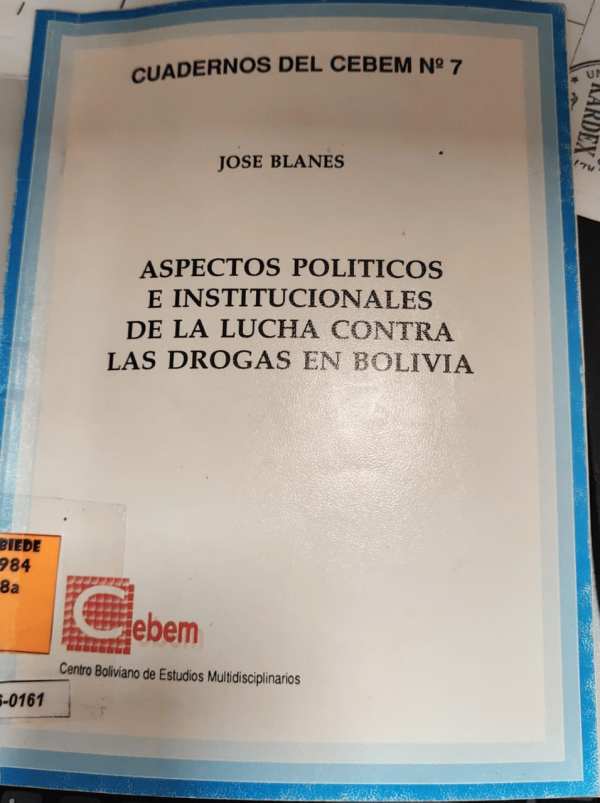 CUADERNOS DEL CEBEM Nº 7
JOSE BLANES
ASPECTOS POLITICOS
E INSTITUCIONALES
DE LA LUCHA CONTRA
LAS DROGAS EN BOLIVIA
BIEDE
984
8a
Cebem
Centro Boliviano de Estudios Multidisciplinarios
-0161
UN
KARDEX